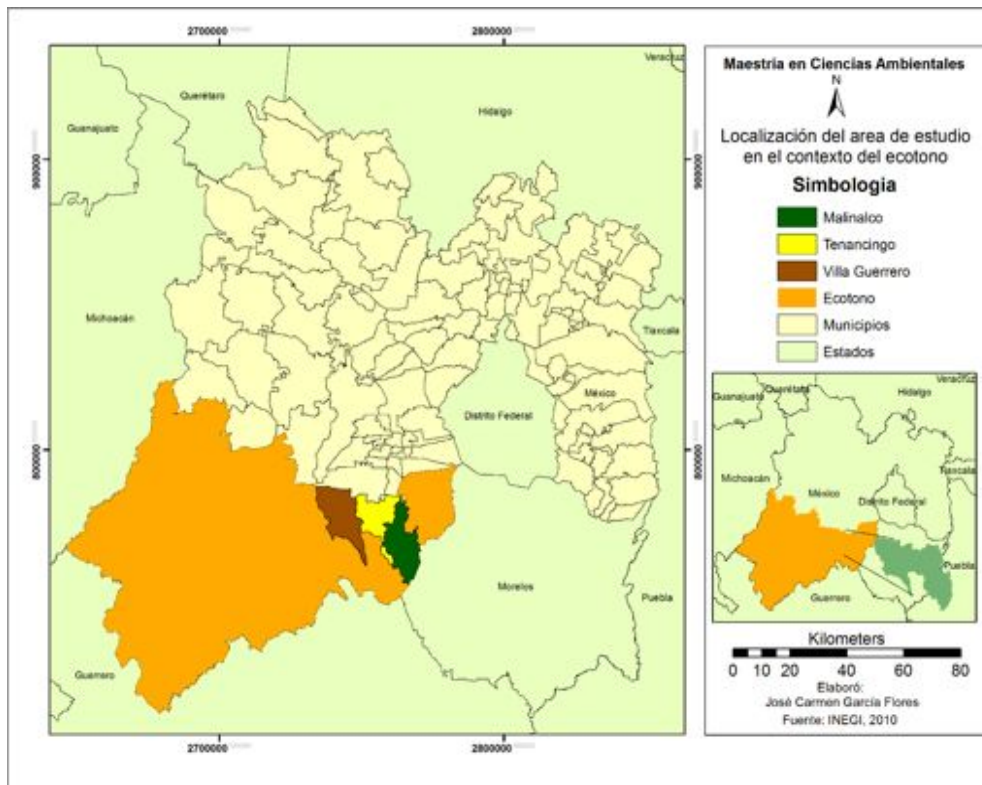 2700000
2800000
Veracruz
Querétaro
Guanajuato
Hidalgo
900000
900000
Michoacán
Tlaxcala
Distrito Federal
México
800000
800000
Morelos
Puebla
Guerrero
2700000
2800000
Maestría en Ciencias Ambientales
N
Localización del area de estudio
en el contexto del ecotono
Simbologia
Malinalco
Tenancingo
Villa Guerrero
Ecotono
Municipios
Estados
Veracruz
Querétaro
Guanajuato
Hidalgo
Michoacán
México
Tlaxcala
Distrito Federal
Puebla
Guerrero
Kilometers
0 10 20 40 60 80
Elaboró:
José Carmen García Flores
Fuente: INEGI, 2010